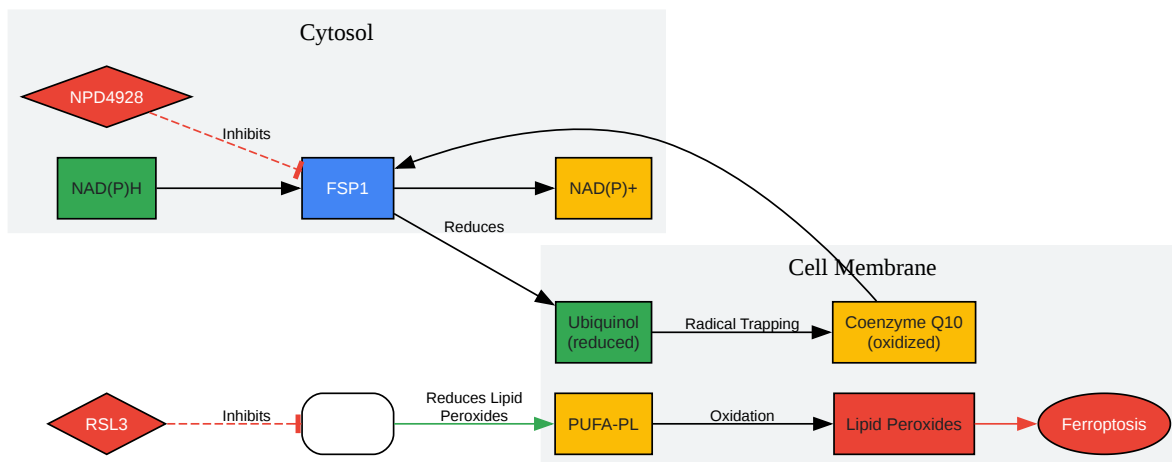 Cytosol
NPD4928
Inhibits
NAD(P)H
FSP1
NAD(P)+
Reduces
Cell Membrane
Ubiquinol
(reduced)
Radical Trapping
Coenzyme Q10
(oxidized)
RSL3
Inhibits
Reduces Lipid
Peroxides
PUFA-PL
Oxidation
Lipid Peroxides
Ferroptosis